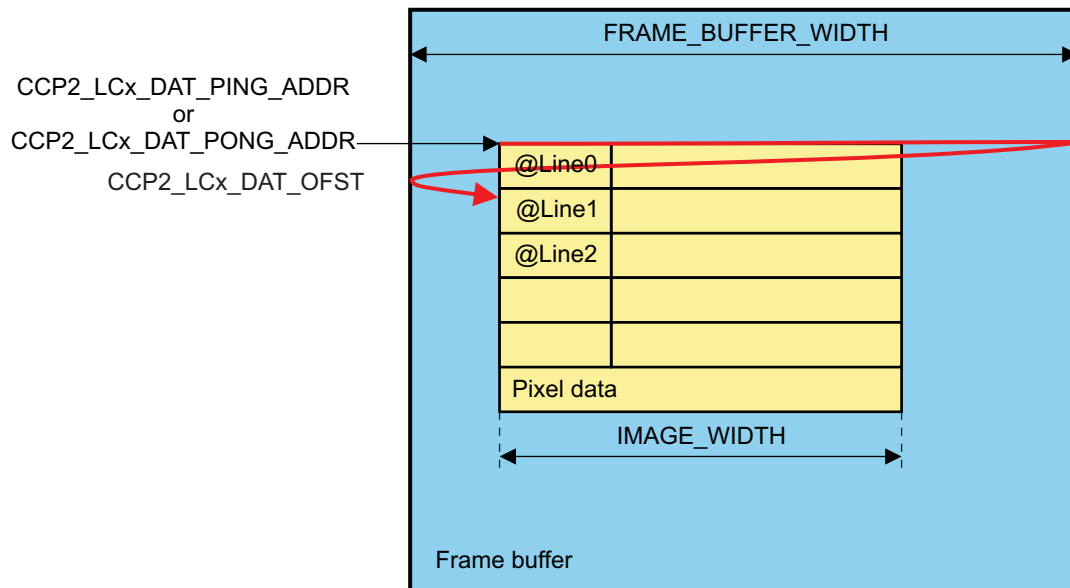 FRAME_BUFFER_WIDTH
CCP2_LCx_DAT_PING_ADDR
or
CCP2_LCx_DAT_PONG_ADDR
CCP2_LCx_DAT_OFST
@Line0
@Line1
@Line2
Pixel data
IMAGE_WIDTH
Frame buffer